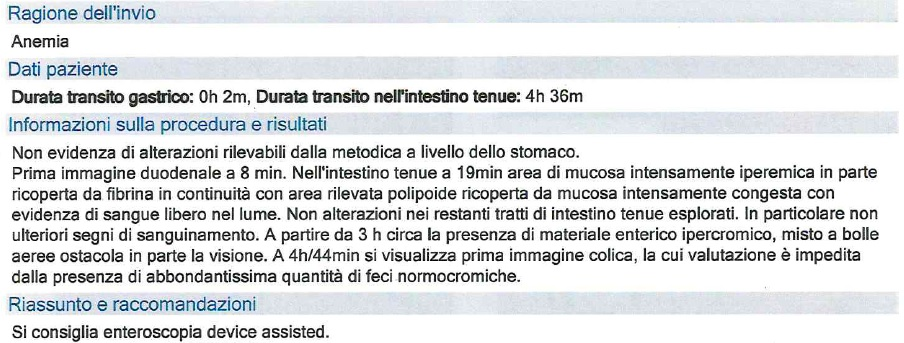 Ragione dell'invio
Anemia
Dati paziente
Durata transito gastrico: 0h 2m, Durata transito nell'intestino tenue: 4h 36m
Informazioni sulla procedura e risultati
Non evidenza di alterazioni rilevabili dalla metodica a livello dello stomaco.
Prima immagine duodenale a 8 min. Nell'intestino tenue a 19min area di mucosa intensamente iperemica in parte
ricoperta da fibrina in continuità con area rilevata polipoide ricoperta da mucosa intensamente congesta con
evidenza di sangue libero nel lume. Non alterazioni nei restanti tratti di intestino tenue esplorati. In particolare non
ulteriori segni di sanguinamento. A partire da 3 h circa la presenza di materiale enterico ipercromico, misto a bolle
aeree ostacola in parte la visione. A 4h/44min si visualizza prima immagine colica, la cui valutazione è impedita
dalla presenza di abbondantissima quantità di feci normocromiche.
Riassunto e raccomandazioni
Si consiglia enteroscopia device assisted.